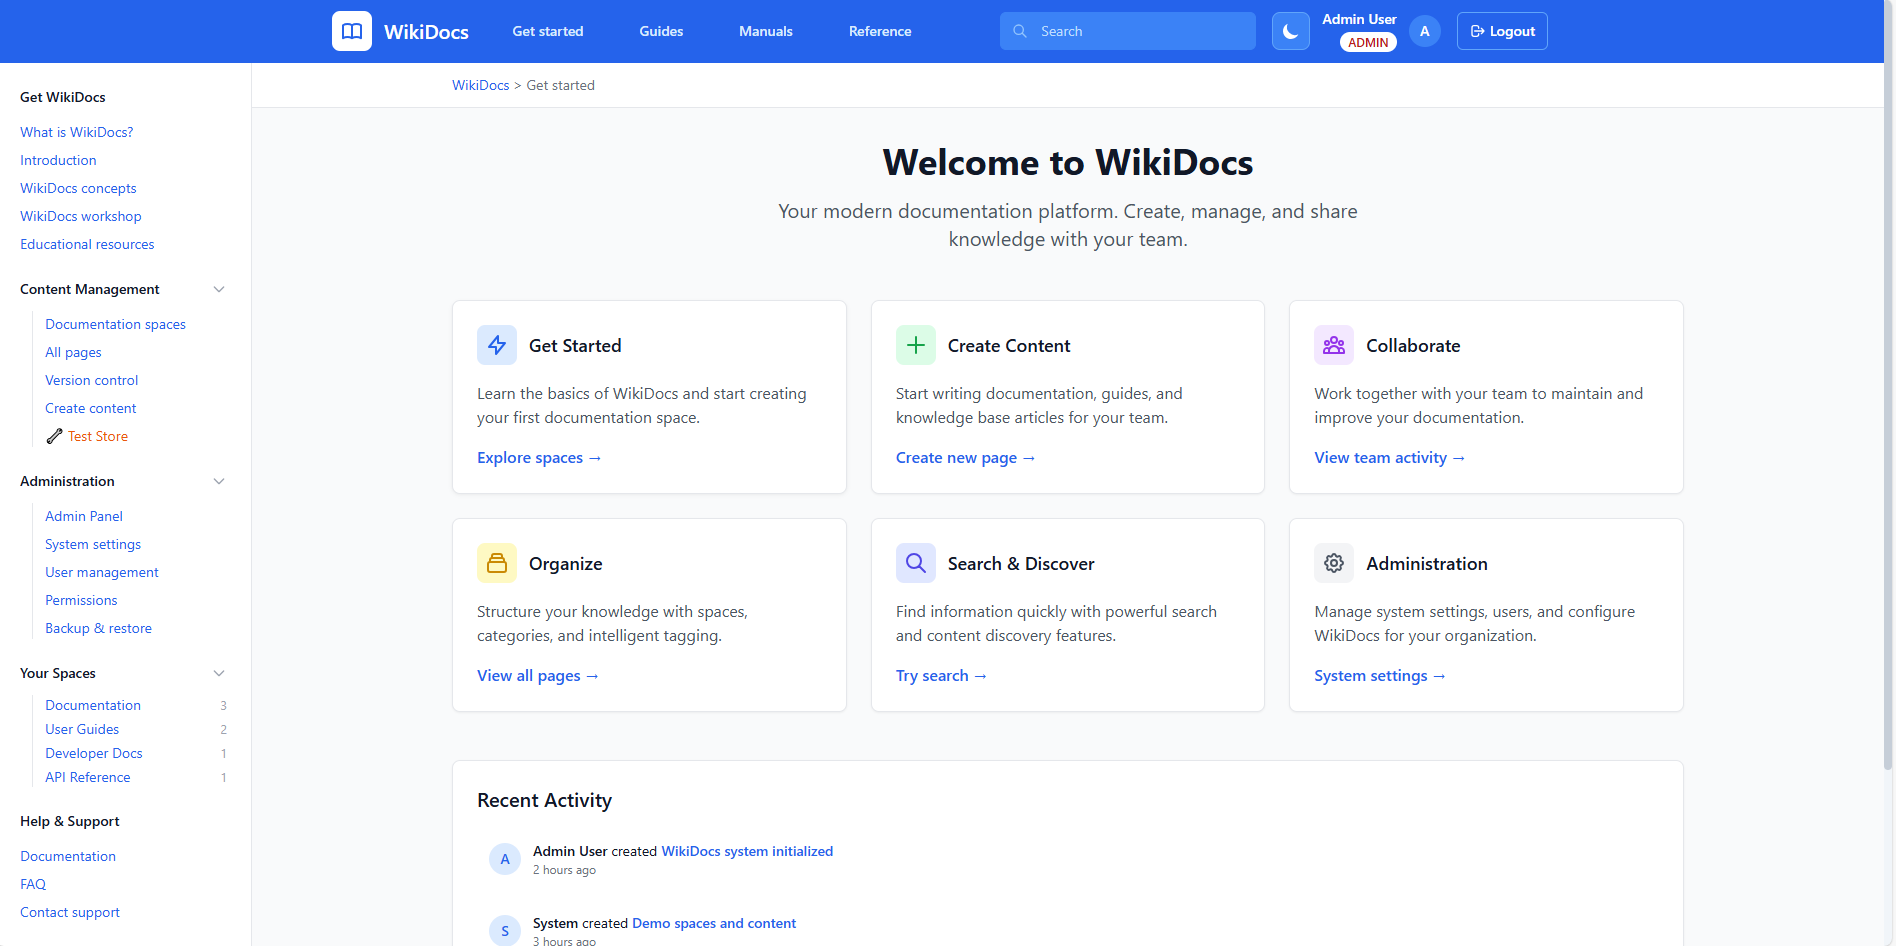 WikiDocs
Get started
Guides
Manuals
Reference
Search
Admin User
ADMIN
A
Logout
Get WikiDocs
What is WikiDocs?
Introduction
WikiDocs concepts
WikiDocs workshop
Educational resources
Content Management
Documentation spaces
All pages
Version control
Create content
Test Store
Administration
Admin Panel
System settings
User management
Permissions
Backup & restore
Your Spaces
Documentation 3
User Guides 2
Developer Docs 1
API Reference 1
Help & Support
Documentation
FAQ
Contact support
WikiDocs > Get started
Welcome to WikiDocs
Your modern documentation platform. Create, manage, and share
knowledge with your team.
Get Started
Learn the basics of WikiDocs and start creating
your first documentation space.
Explore spaces →
Create Content
Start writing documentation, guides, and
knowledge base articles for your team.
Create new page →
Collaborate
Work together with your team to maintain and
improve your documentation.
View team activity →
Organize
Structure your knowledge with spaces,
categories, and intelligent tagging.
View all pages →
Search & Discover
Find information quickly with powerful search
and content discovery features.
Try search →
Administration
Manage system settings, users, and configure
WikiDocs for your organization.
System settings →
Recent Activity
A
Admin User created WikiDocs system initialized
2 hours ago
S
System created Demo spaces and content
3 hours ago